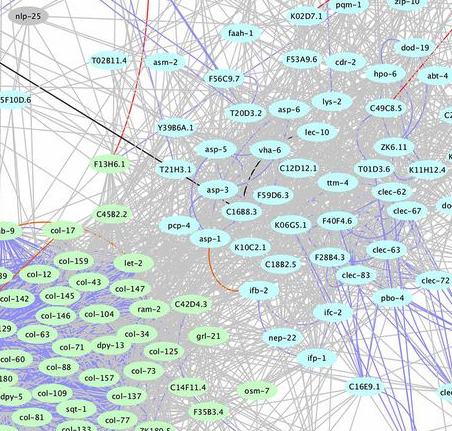 pqm-1
zip-10
nlp-25
K02D7.1
faah-1
dod-19
T02B11.4
asm-2
F53A9.6
cdr-2
hpo-6
abt-4
F56C9.7
5F10D.6
lys-2
asp-6
C49C8.5
T20D3.2
Y39B6A.1
lec-10
asp-5
vha-6
ZK6.11
F13H6.1
T21H3.1
C12D12.1
T01D3.6
K11H12.4
asp-3
ttm-4
F59D6.3
clec-62
C45B2.2
C16B8.3
clec-67
pcp-4
K06G5.1
F40F4.6
b-9
col-17
asp-1
K10C2.1
clec-63
col-159
let-2
C18B2.5
F28B4.3
col-12
clec-83
clec-72
col-43
col-147
ifb-2
col-142
col-145
pbo-4
ram-2
C42D4.3
col-146
col-104
ifc-2
129
col-63
col-34
grl-21
nep-22
col-71
dpy-13
col-125
col-60
ifp-1
col-88
col-73
180
col-157
C14F11.4
C16E9.1
osm-7
dpy-5
col-109
col-137
sqt-1
F35B3.4
col-81
col-77
col-133
ZK180.5